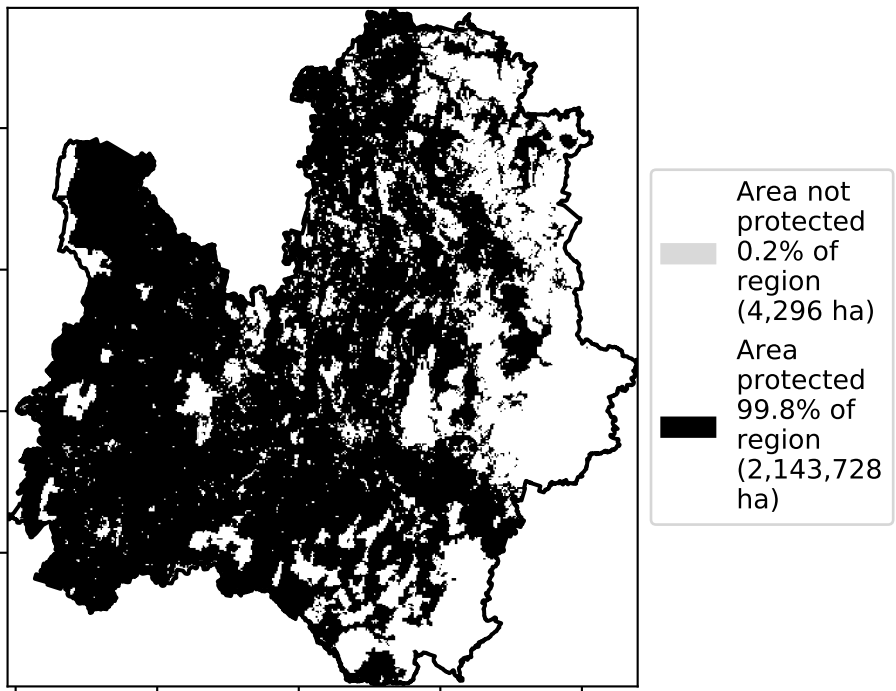 Area not
protected
0.2% of
region
(4,296 ha)
Area
protected
99.8% of
region
(2,143,728
ha)